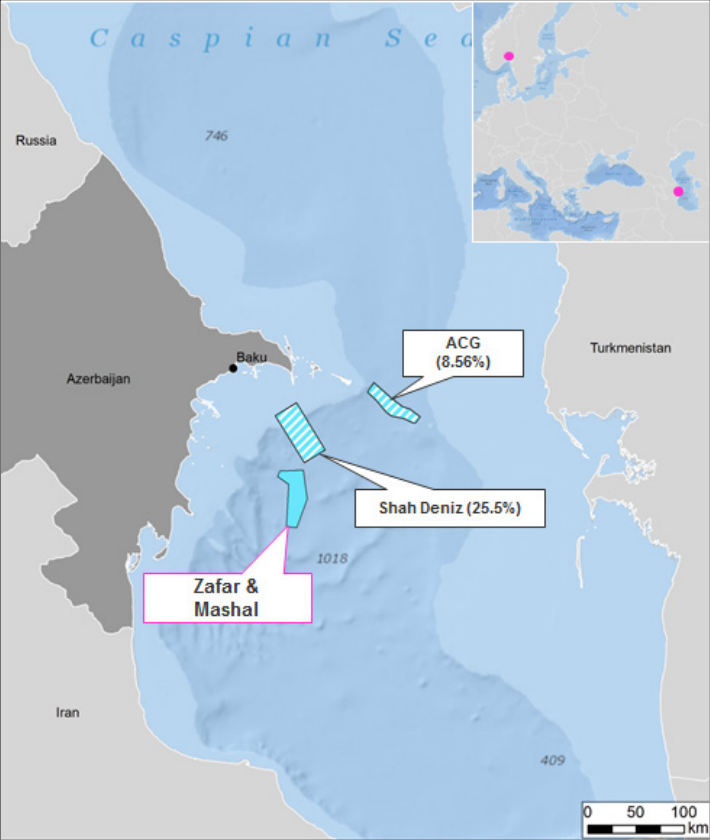 Caspian Sea
746
Russia
Turkmenistan
ACG
(8.56%)
Baku
Azerbaijan
Shah Deniz (25.5%)
1018
Zafar &
Mashal
Iran
409
0 50 100
km